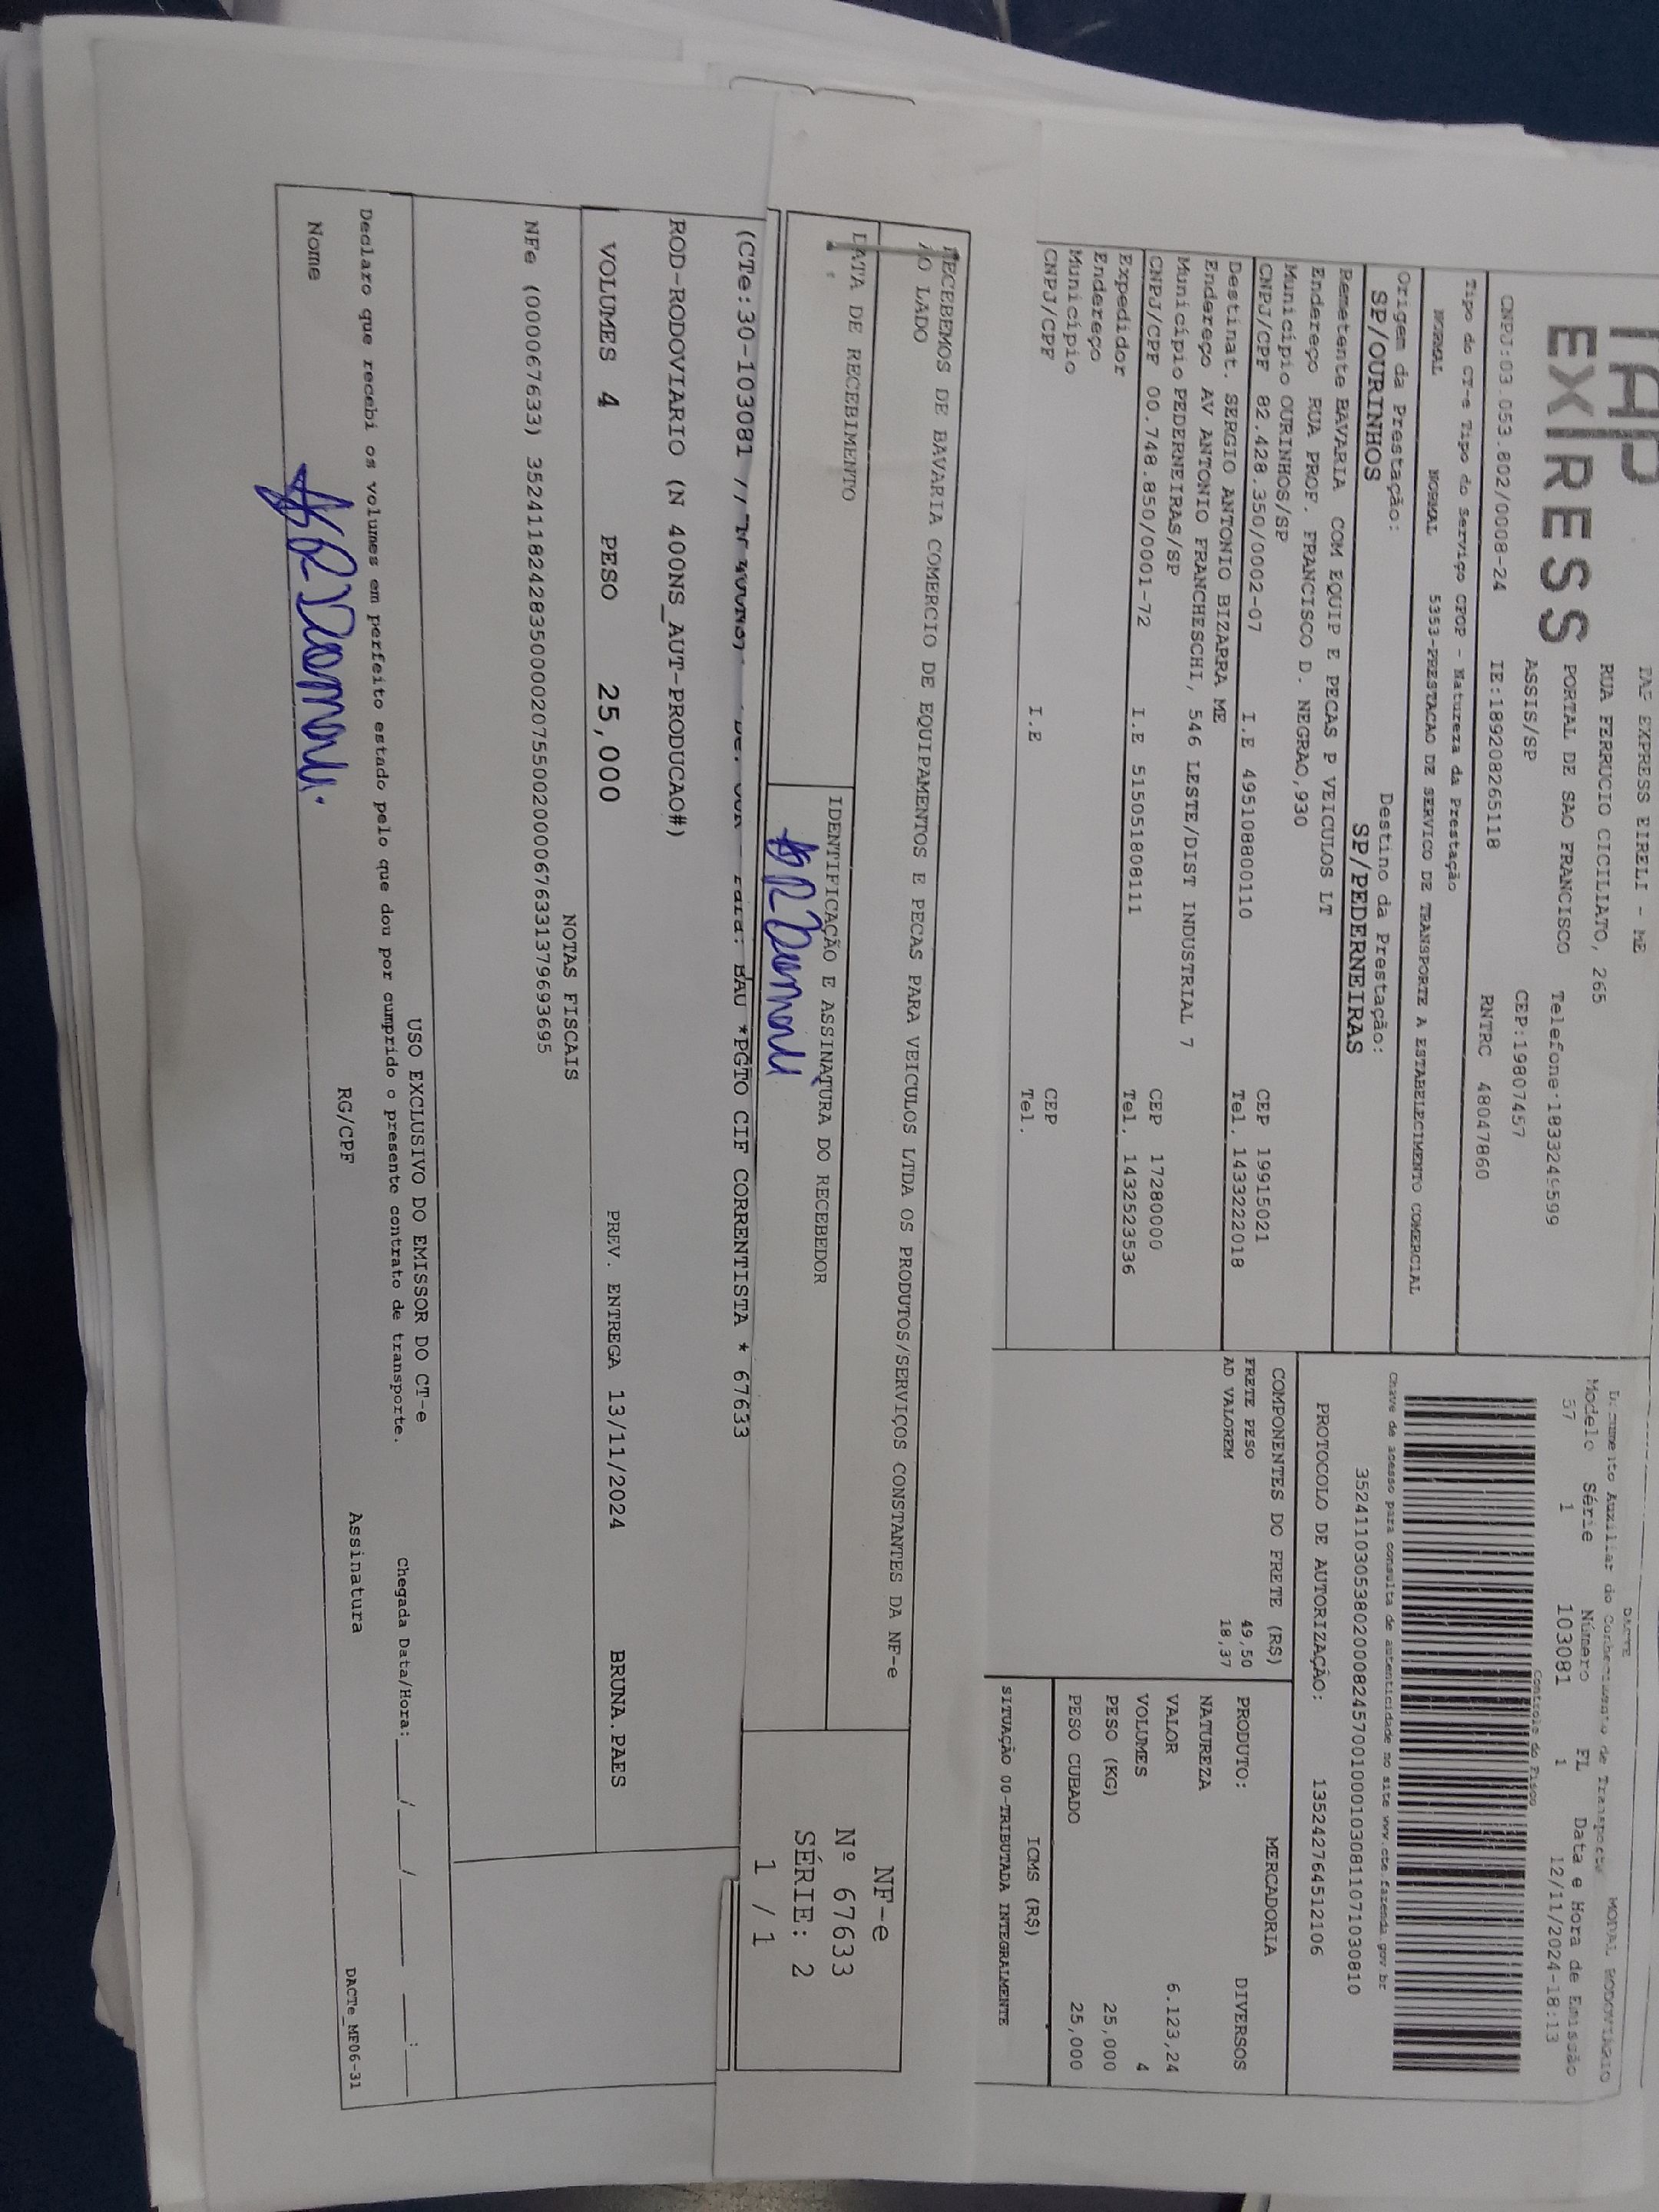 TAP
EXPRESS
TAP EXPRESS EIRELI - ME
RUA FERRUCIO CICILIATO, 265
PORTAL DE SAO FRANCISCO Telefone:1833249599
ASSIS/SP CEP:19807457
CNPJ:03.053.802/0008-24 IE:189208265118 RNTRC 48047860
DACTE MODAL RODOVIARIO
Documento Auxiliar do Conhecimento de Transporte
Modelo Série Número FL Data e Hora de Emissão
57 1 103081 1 12/11/2024-18:13
Controle do Fisco
Tipo do CT-e Tipo do Serviço CFOP - Natureza da Prestação
NORMAL NORMAL 5353-PRESTACAO DE SERVICO DE TRANSPORTE A ESTABELECIMENTO COMERCIAL
Chave de acesso para consulta de autenticidade no site www.cte.fazenda.gov.br
35241103053802000824570010001030811071030810
Origem da Prestação: Destino da Prestação:
SP/OURINHOS SP/PEDERNEIRAS
PROTOCOLO DE AUTORIZAÇÃO: 135242764512106
Remetente BAVARIA COM EQUIP E PECAS P VEICULOS LT
Endereço RUA PROF. FRANCISCO D. NEGRAO,930
Município OURINHOS/SP CEP 19915021
CNPJ/CPF 82.428.350/0002-07 I.E 495108800110 Tel. 1433222018
Destinat. SERGIO ANTONIO BIZARRA ME
Endereço AV ANTONIO FRANCHESCHI, 546 LESTE/DIST INDUSTRIAL 7
Município PEDERNEIRAS/SP CEP 17280000
CNPJ/CPF 00.748.850/0001-72 I.E 515051808111 Tel. 1432523536
Expedidor
Endereço
Município CEP
CNPJ/CPF I.E Tel.
COMPONENTES DO FRETE (R$)
FRETE PESO 49,50
AD VALOREM 18,37
MERCADORIA
PRODUTO: DIVERSOS
NATUREZA
VALOR 6.123,24
VOLUMES 4
PESO (KG) 25,000
PESO CUBADO 25,000
ICMS (R$)
SITUAÇÃO 00-TRIBUTADA INTEGRALMENTE
RECEBEMOS DE BAVARIA COMERCIO DE EQUIPAMENTOS E PECAS PARA VEICULOS LTDA OS PRODUTOS/SERVIÇOS CONSTANTES DA NF-e
AO LADO
DATA DE RECEBIMENTO IDENTIFICAÇÃO E ASSINATURA DO RECEBEDOR
NF-e
Nº 67633
SÉRIE: 2
1 / 1
(CTe:30-103081 // BAU *PGTO CIF CORRENTISTA * 67633
ROD-RODOVIARIO (N 400NS_AUT-PRODUCAO#)
VOLUMES 4 PESO 25,000 PREV. ENTREGA 13/11/2024 BRUNA.PAES
NOTAS FISCAIS
NFe (000067633) 35241182428350000207550020000676331379693695
USO EXCLUSIVO DO EMISSOR DO CT-e
Declaro que recebi os volumes em perfeito estado pelo que dou por cumprido o presente contrato de transporte. Chegada Data/Hora:____/____/______ ___:___
Nome RG/CPF Assinatura
DACTe_MF06-31